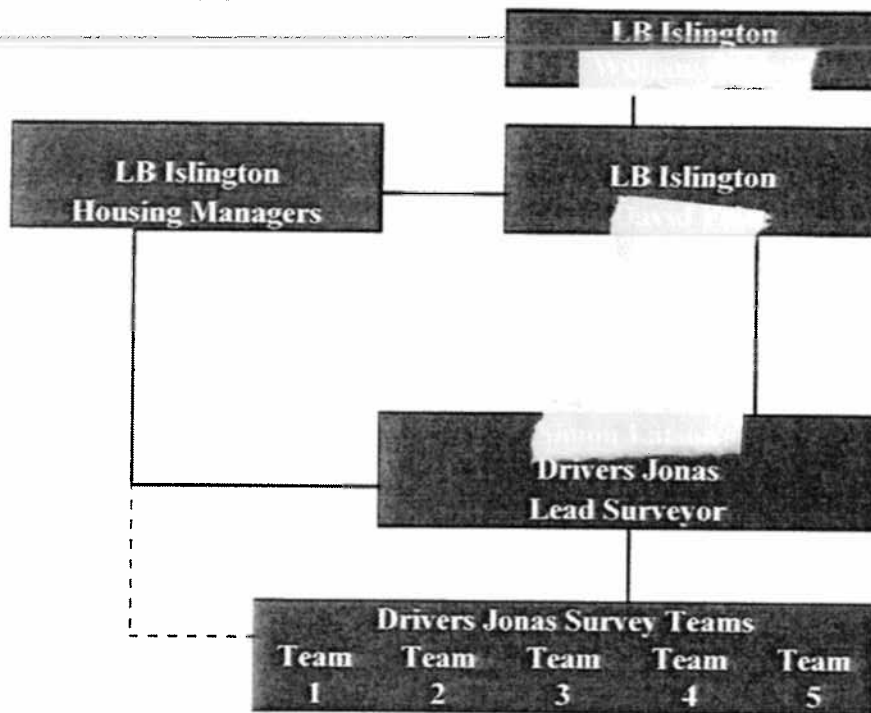 LB Islington
LB Islington
Housing Managers
LB Islington
Drivers Jonas
Lead Surveyor
Drivers Jonas Survey Teams
Team Team Team Team Team
1 2 3 4 5